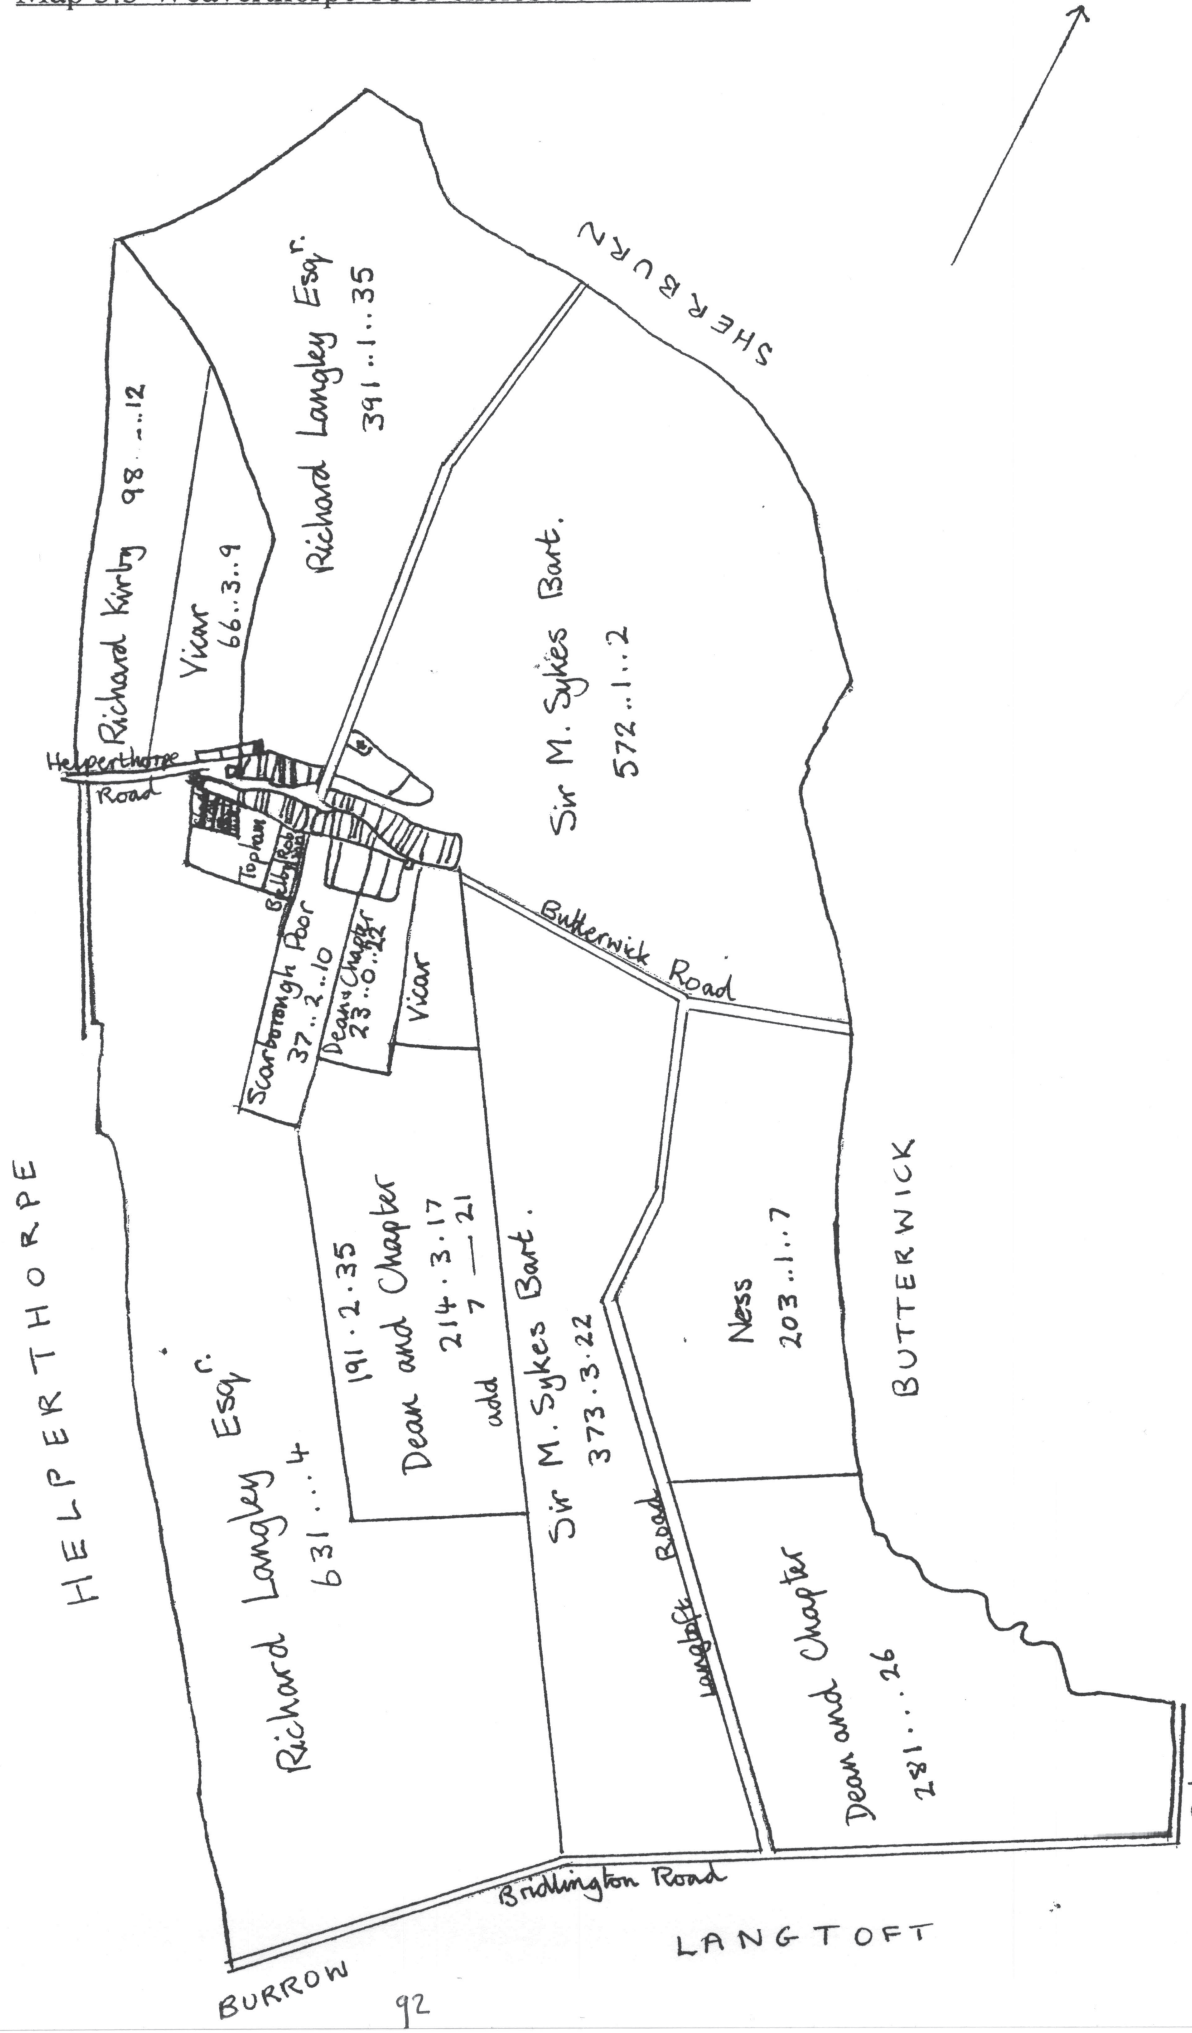 SHERBURN
Richard Langley Esqr.
391..1..35
Richard Kirby 98...12
Vicar
66..3..9
Sir M. Sykes Bart.
572..1..2
Helperthorpe
Road
Topham
Scarborough Poor
37..2..10
Dean & Chapter
23..0..22
Vicar
Butterwick Road
HELPERTHORPE
Richard Langley Esqr.
631...4
191.2.35
Dean and Chapter
214.3.17
add 7 — 21
Sir M. Sykes Bart.
373.3.22
Ness
203..1..7
BUTTERWICK
Langtoft Road
Dean and Chapter
281...26
Bridlington Road
LANGTOFT
BURROW
92